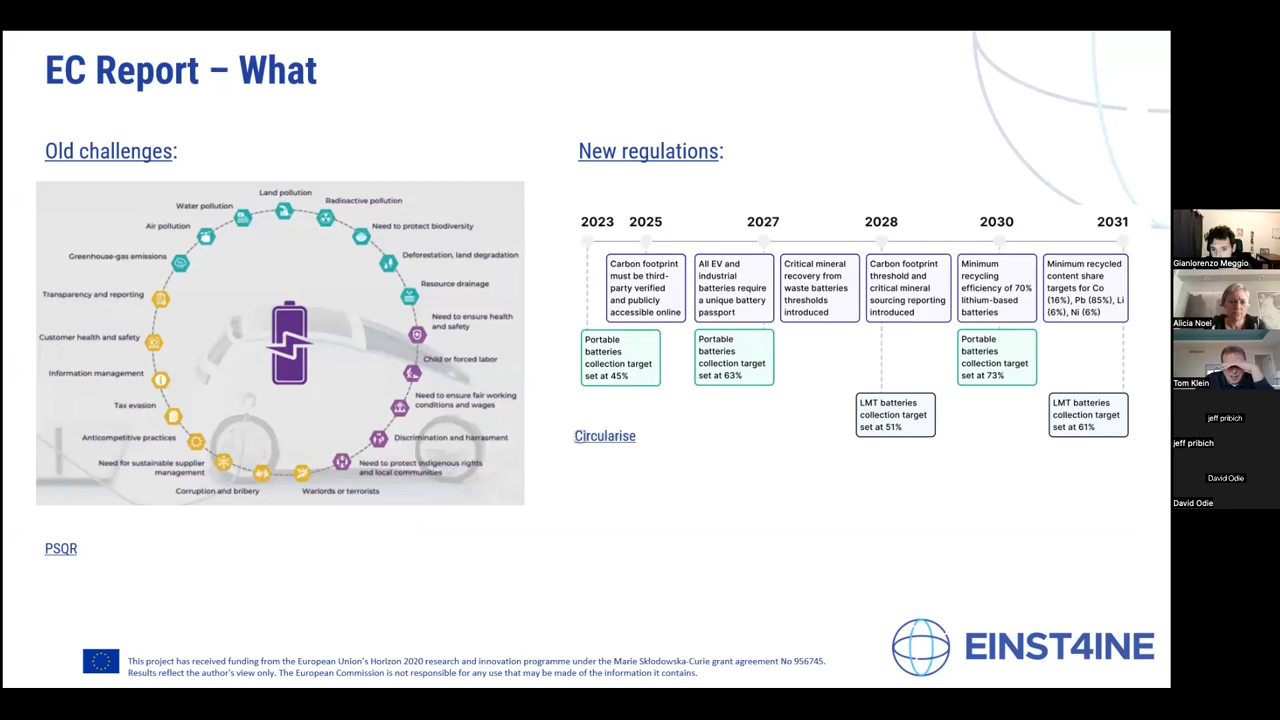 EC Report – What
Old challenges:
Land pollution
Water pollution
Radioactive pollution
Air pollution
Need to protect biodiversity
Greenhouse-gas emissions
Deforestation, land degradation
Resource drainage
Transparency and reporting
Need to ensure health
and safety
Customer health and safety
Child or forced labor
Information management
Need to ensure fair working
conditions and wages
Tax evasion
Anticompetitive practices
Discrimination and harrasment
Need for sustainable supplier
management
Need to protect indigenous rights
and local communities
Corruption and bribery
Warlords or terrorists
PSQR
New regulations:
2023 2025 2027 2028 2030 2031
Carbon footprint
must be third-
party verified
and publicly
accessible online
All EV and
industrial
batteries require
a unique battery
passport
Critical mineral
recovery from
waste batteries
thresholds
introduced
Carbon footprint
threshold and
critical mineral
sourcing reporting
introduced
Minimum
recycling
efficiency of 70%
lithium-based
batteries
Minimum recycled
content share
targets for Co
(16%), Pb (85%), Li
(6%), Ni (6%)
Portable
batteries
collection target
set at 45%
Portable
batteries
collection target
set at 63%
Portable
batteries
collection target
set at 73%
LMT batteries
collection target
set at 51%
LMT batteries
collection target
set at 61%
Circularise
This project has received funding from the European Union's Horizon 2020 research and innovation programme under the Marie Skłodowska-Curie grant agreement No 956745.
Results reflect the author's view only. The European Commission is not responsible for any use that may be made of the information it contains.
EINST4INE
Gianlorenzo Meggio
Alicia Noel
Tom Klein
jeff pribich
jeff pribich
David Odie
David Odie